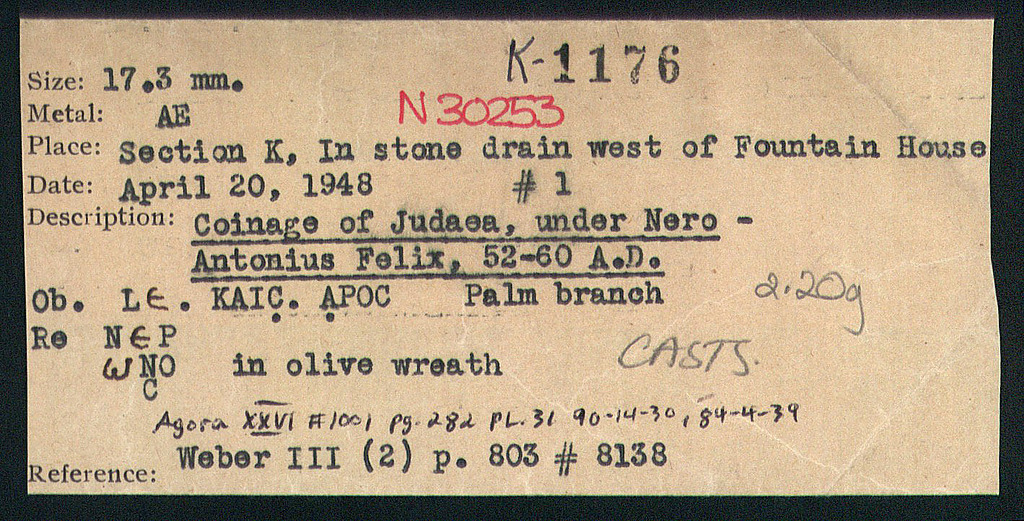 K-1176
Size: 17.3 mm.
N 30253
Metal: AE
Place: Section K, In stone drain west of Fountain House
Date: April 20, 1948 # 1
Description: Coinage of Judaea, under Nero -
Antonius Felix, 52-60 A.D.
2.20g
Ob. LЄ. KAIC. APOC Palm branch
Re NЄP
ωNO in olive wreath
C
CASTS.
Agora XXVI #1001 pg. 282 PL. 31 90-14-30, 84-4-39
Reference: Weber III (2) p. 803 # 8138